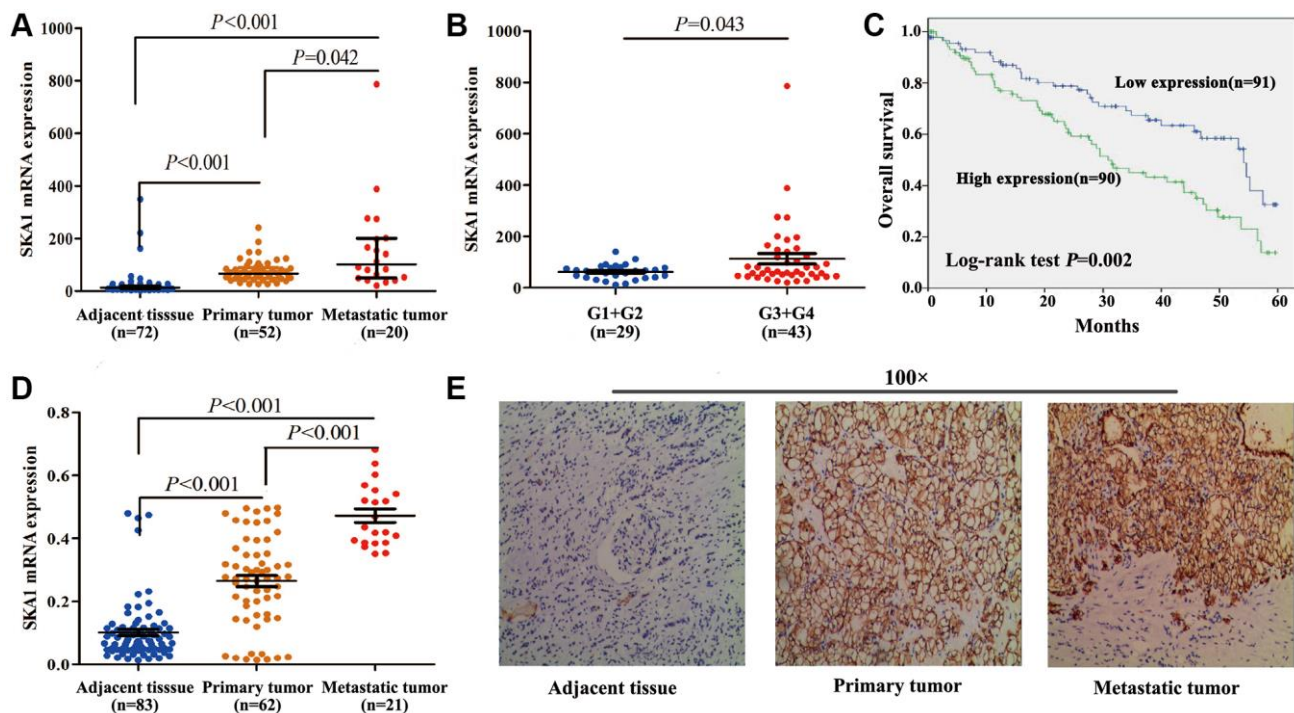 A
P<0.001
P=0.042
P<0.001
SKA1 mRNA expression
1000
800
600
400
200
0
Adjacent tisssue
(n=72)
Primary tumor
(n=52)
Metastatic tumor
(n=20)
B
P=0.043
SKA1 mRNA expression
1000
800
600
400
200
0
G1+G2
(n=29)
G3+G4
(n=43)
C
Overall survival
1.0
0.8
0.6
0.4
0.2
0.0
Low expression(n=91)
High expression(n=90)
Log-rank test P=0.002
0 10 20 30 40 50 60
Months
D
P<0.001
P<0.001
P<0.001
SKA1 mRNA expression
0.8
0.6
0.4
0.2
0.0
Adjacent tisssue
(n=83)
Primary tumor
(n=62)
Metastatic tumor
(n=21)
E
100×
Adjacent tissue
Primary tumor
Metastatic tumor